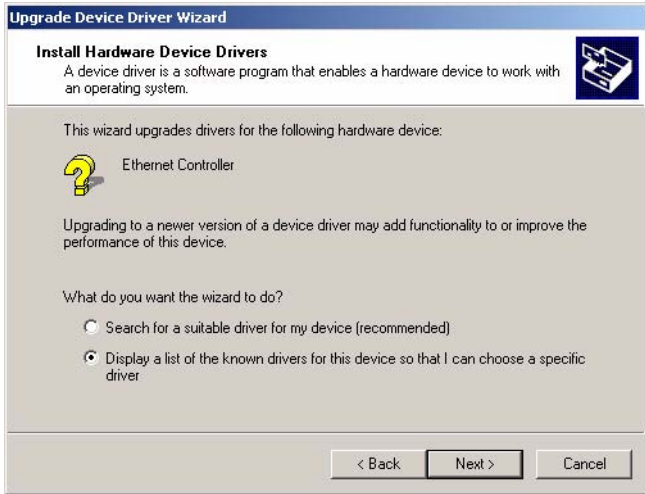 Upgrade Device Driver Wizard
Install Hardware Device Drivers
A device driver is a software program that enables a hardware device to work with
an operating system.
This wizard upgrades drivers for the following hardware device:
Ethernet Controller
Upgrading to a newer version of a device driver may add functionality to or improve the
performance of this device.
What do you want the wizard to do?
Search for a suitable driver for my device (recommended)
Display a list of the known drivers for this device so that I can choose a specific
driver
< Back Next > Cancel